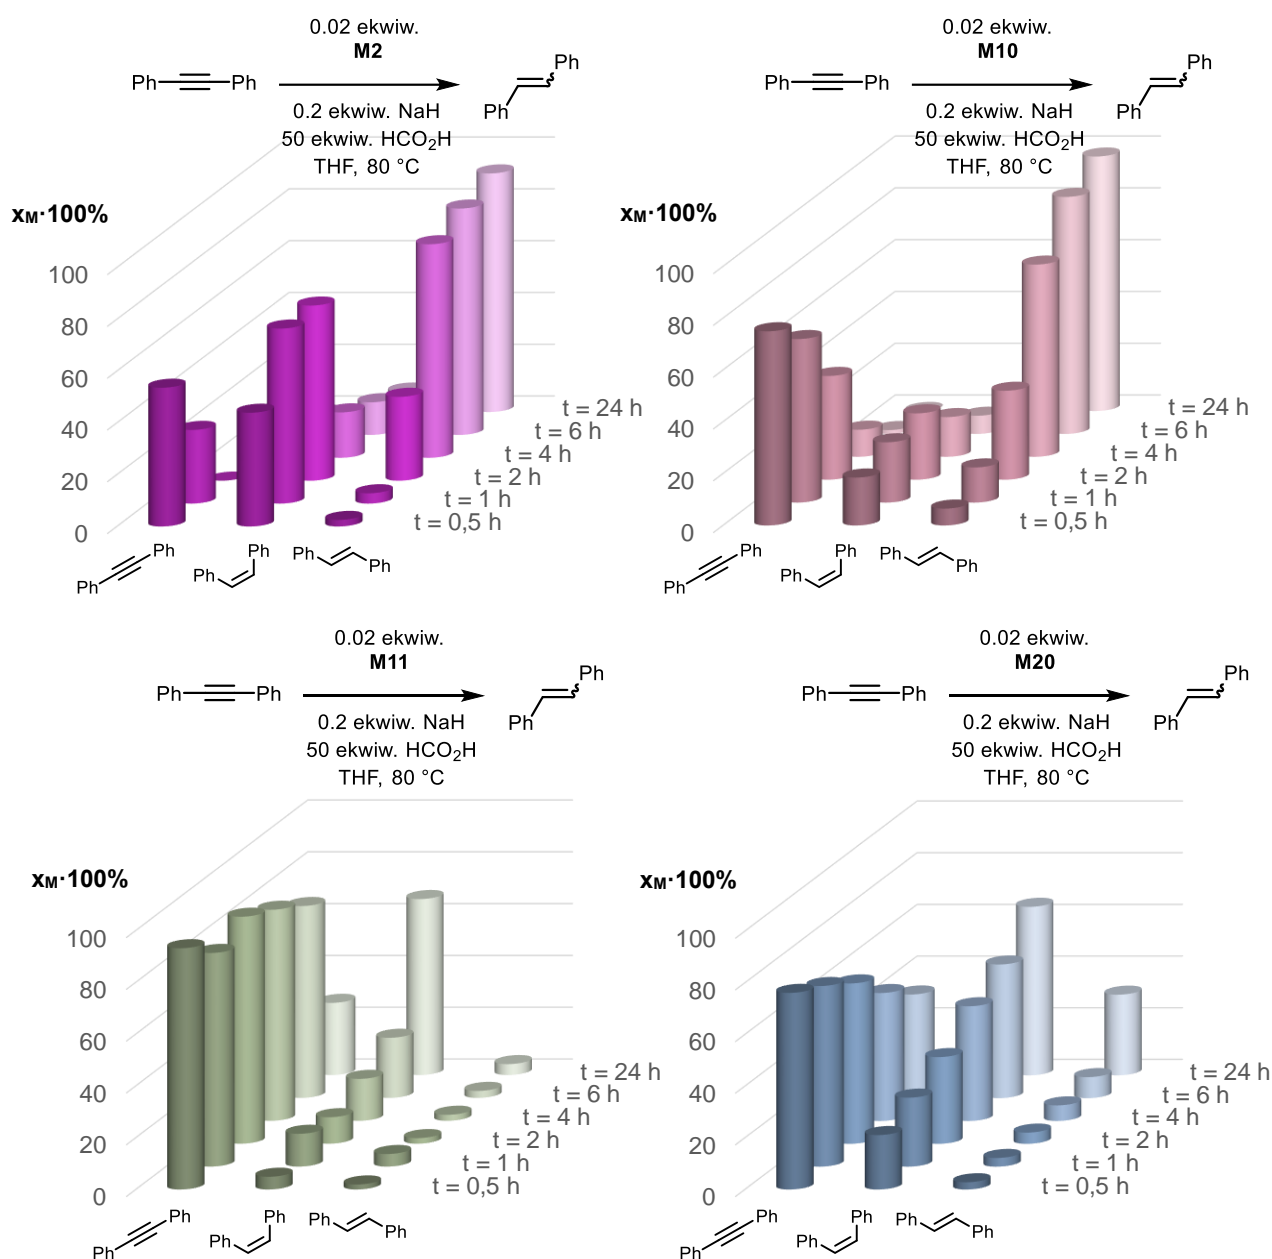 0.02 ekwiw.
M2
Ph Ph
Ph
Ph
0.2 ekwiw. NaH
50 ekwiw. HCO2H
THF, 80 °C
xM·100%
100
80
60
40
20
0
t = 24 h
t = 6 h
t = 4 h
t = 2 h
t = 1 h
t = 0,5 h
Ph
Ph
Ph
Ph
Ph
Ph
0.02 ekwiw.
M10
Ph Ph
Ph
Ph
0.2 ekwiw. NaH
50 ekwiw. HCO2H
THF, 80 °C
xM·100%
100
80
60
40
20
0
t = 24 h
t = 6 h
t = 4 h
t = 2 h
t = 1 h
t = 0,5 h
Ph
Ph
Ph
Ph
Ph
Ph
0.02 ekwiw.
M11
Ph Ph
Ph
Ph
0.2 ekwiw. NaH
50 ekwiw. HCO2H
THF, 80 °C
xM·100%
100
80
60
40
20
0
t = 24 h
t = 6 h
t = 4 h
t = 2 h
t = 1 h
t = 0,5 h
Ph
Ph
Ph
Ph
Ph
Ph
0.02 ekwiw.
M20
Ph Ph
Ph
Ph
0.2 ekwiw. NaH
50 ekwiw. HCO2H
THF, 80 °C
xM·100%
100
80
60
40
20
0
t = 24 h
t = 6 h
t = 4 h
t = 2 h
t = 1 h
t = 0,5 h
Ph
Ph
Ph
Ph
Ph
Ph